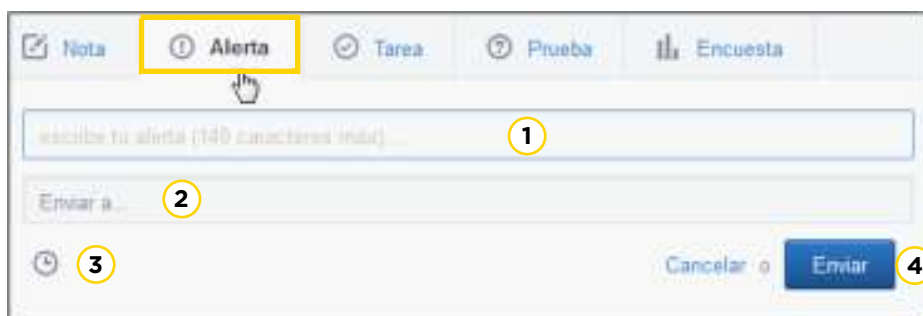 Nota Alerta Tarea Prueba Encuesta
escribe tu alerta (140 caracteres máx)... 1
Enviar a... 2
3 Cancelar o Enviar 4